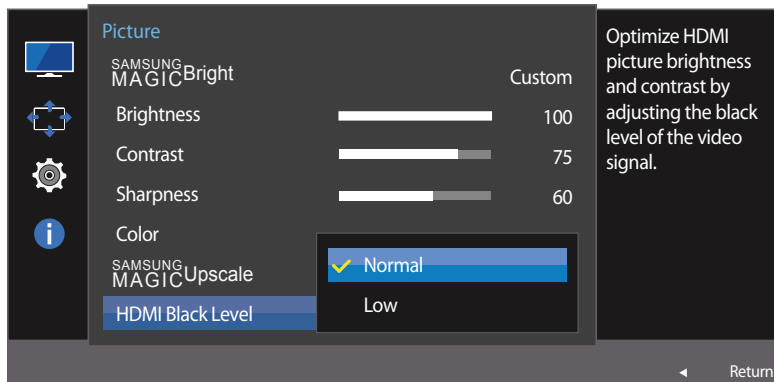 Picture
SAMSUNG
MAGICBright Custom
Brightness 100
Contrast 75
Sharpness 60
Color
SAMSUNG
MAGICUpscale
HDMI Black Level
Normal
Low
Optimize HDMI
picture brightness
and contrast by
adjusting the black
level of the video
signal.
Return